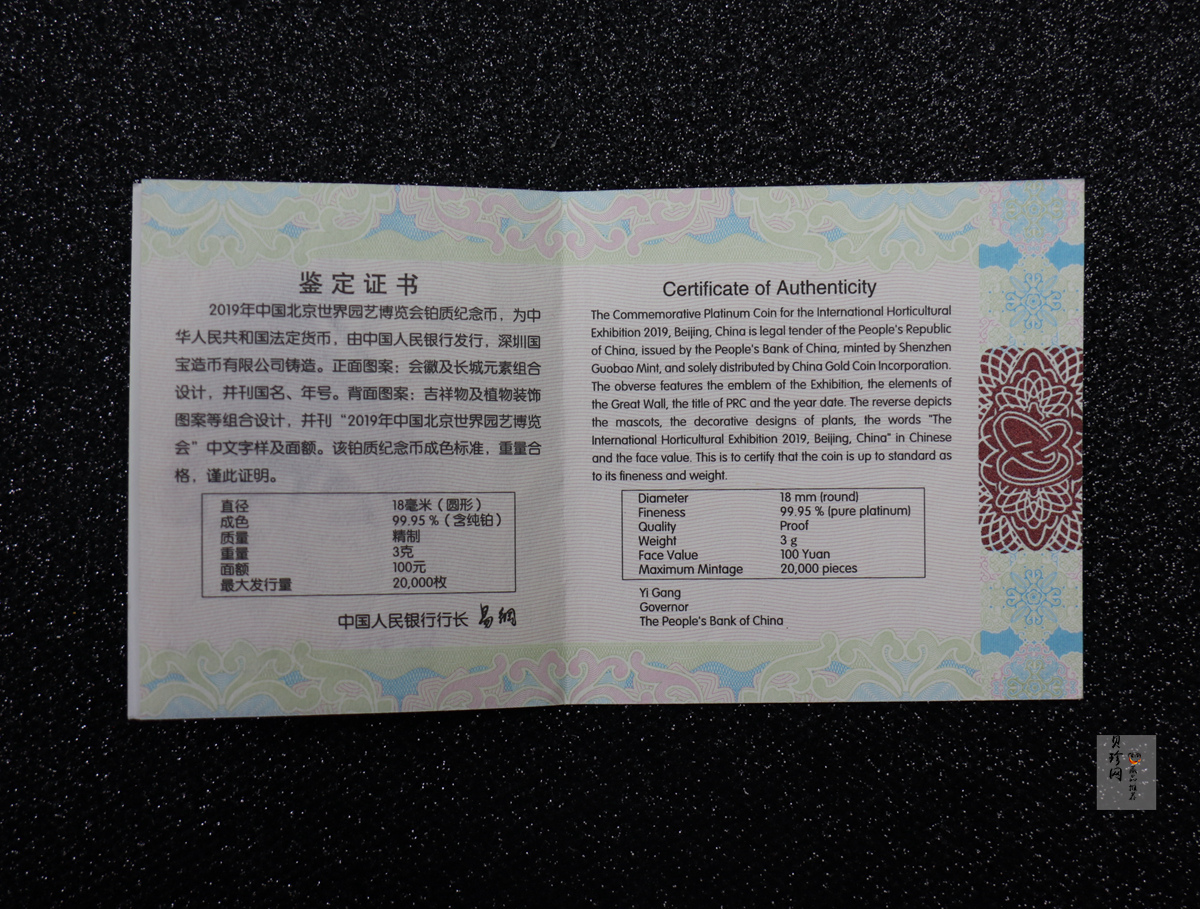 鉴定证书
2019年中国北京世界园艺博览会铂质纪念币，为中
华人民共和国法定货币，由中国人民银行发行，深圳国
宝造币有限公司铸造。正面图案：会徽及长城元素组合
设计，并刊国名、年号。背面图案：吉祥物及植物装饰
图案等组合设计，并刊“2019年中国北京世界园艺博览
会”中文字样及面额。该铂质纪念币成色标准，重量合
格，谨此证明。
直径 18毫米（圆形）
成色 99.95 %（含纯铂）
质量 精制
重量 3克
面额 100元
最大发行量 20,000枚
中国人民银行行长 易纲
Certificate of Authenticity
The Commemorative Platinum Coin for the International Horticultural
Exhibition 2019, Beijing, China is legal tender of the People's Republic
of China, issued by the People's Bank of China, minted by Shenzhen
Guobao Mint, and solely distributed by China Gold Coin Incorporation.
The obverse features the emblem of the Exhibition, the elements of
the Great Wall, the title of PRC and the year date. The reverse depicts
the mascots, the decorative designs of plants, the words "The
International Horticultural Exhibition 2019, Beijing, China" in Chinese
and the face value. This is to certify that the coin is up to standard as
to its fineness and weight.
Diameter 18 mm (round)
Fineness 99.95 % (pure platinum)
Quality Proof
Weight 3 g
Face Value 100 Yuan
Maximum Mintage 20,000 pieces
Yi Gang
Governor
The People's Bank of China
贝珍网